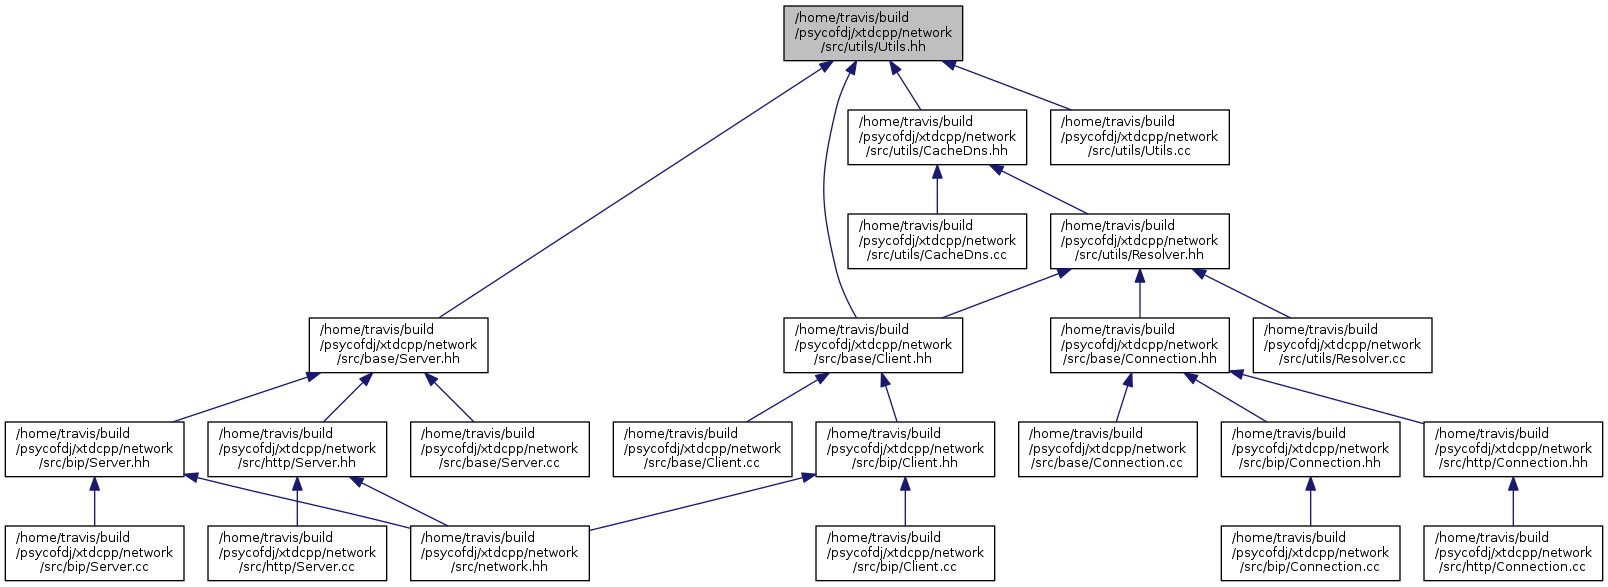 /home/travis/build
/psycofdj/xtdcpp/network
/src/utils/Utils.hh
/home/travis/build
/psycofdj/xtdcpp/network
/src/utils/CacheDns.hh
/home/travis/build
/psycofdj/xtdcpp/network
/src/utils/Utils.cc
/home/travis/build
/psycofdj/xtdcpp/network
/src/utils/CacheDns.cc
/home/travis/build
/psycofdj/xtdcpp/network
/src/utils/Resolver.hh
/home/travis/build
/psycofdj/xtdcpp/network
/src/base/Server.hh
/home/travis/build
/psycofdj/xtdcpp/network
/src/base/Client.hh
/home/travis/build
/psycofdj/xtdcpp/network
/src/base/Connection.hh
/home/travis/build
/psycofdj/xtdcpp/network
/src/utils/Resolver.cc
/home/travis/build
/psycofdj/xtdcpp/network
/src/bip/Server.hh
/home/travis/build
/psycofdj/xtdcpp/network
/src/http/Server.hh
/home/travis/build
/psycofdj/xtdcpp/network
/src/base/Server.cc
/home/travis/build
/psycofdj/xtdcpp/network
/src/base/Client.cc
/home/travis/build
/psycofdj/xtdcpp/network
/src/bip/Client.hh
/home/travis/build
/psycofdj/xtdcpp/network
/src/base/Connection.cc
/home/travis/build
/psycofdj/xtdcpp/network
/src/bip/Connection.hh
/home/travis/build
/psycofdj/xtdcpp/network
/src/http/Connection.hh
/home/travis/build
/psycofdj/xtdcpp/network
/src/bip/Server.cc
/home/travis/build
/psycofdj/xtdcpp/network
/src/http/Server.cc
/home/travis/build
/psycofdj/xtdcpp/network
/src/network.hh
/home/travis/build
/psycofdj/xtdcpp/network
/src/bip/Client.cc
/home/travis/build
/psycofdj/xtdcpp/network
/src/bip/Connection.cc
/home/travis/build
/psycofdj/xtdcpp/network
/src/http/Connection.cc